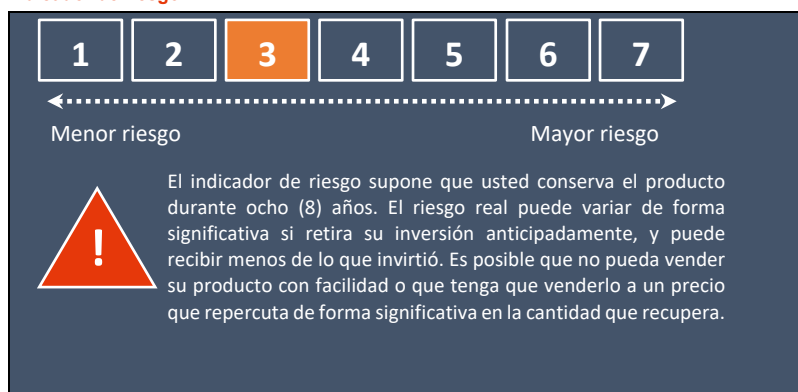 1 2 3 4 5 6 7
Menor riesgo Mayor riesgo
El indicador de riesgo supone que usted conserva el producto
durante ocho (8) años. El riesgo real puede variar de forma
significativa si retira su inversión anticipadamente, y puede
recibir menos de lo que invirtió. Es posible que no pueda vender
su producto con facilidad o que tenga que venderlo a un precio
que repercuta de forma significativa en la cantidad que recupera.
!